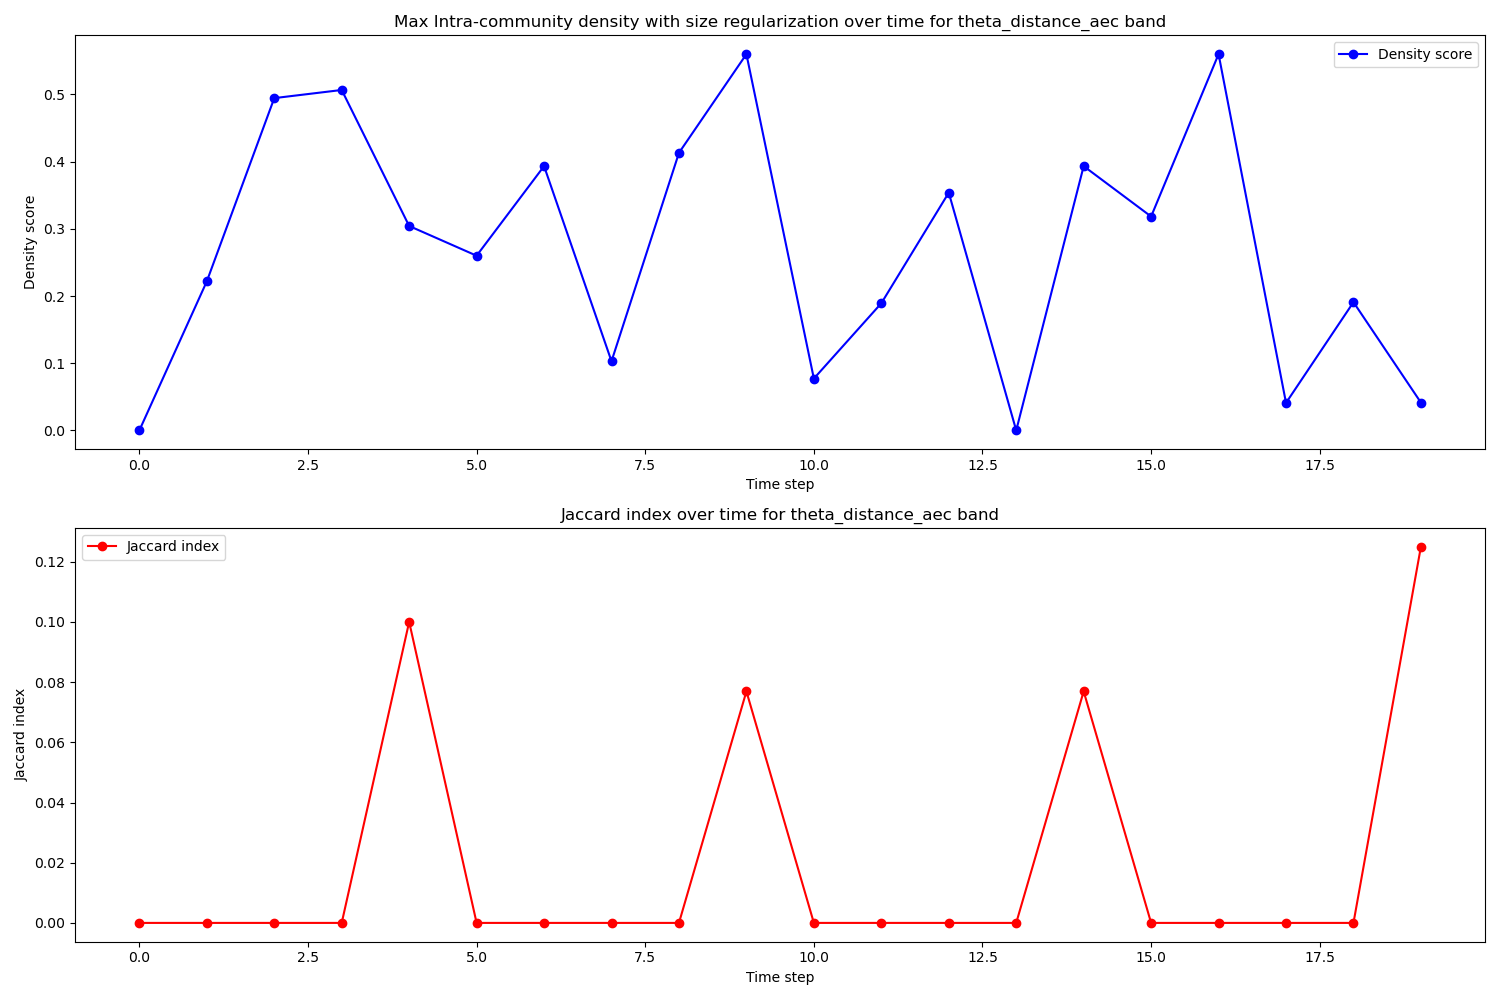 Max Intra-community density with size regularization over time for theta_distance_aec band
Density score
Density score
0.5
0.4
0.3
0.2
0.1
0.0
0.0 2.5 5.0 7.5 10.0 12.5 15.0 17.5
Time step
Jaccard index over time for theta_distance_aec band
Jaccard index
Jaccard index
0.12
0.10
0.08
0.06
0.04
0.02
0.00
0.0 2.5 5.0 7.5 10.0 12.5 15.0 17.5
Time step